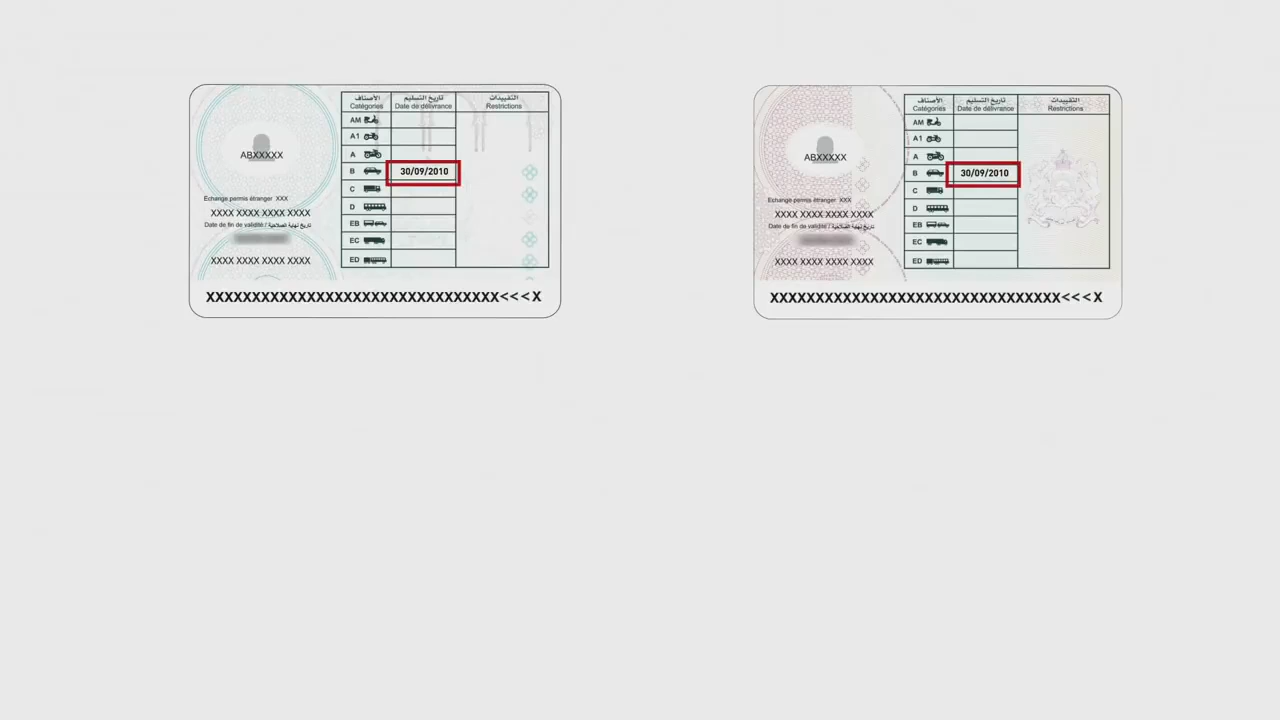 الأصناف تاريخ التسليم التقييدات
Catégories Date de délivrance Restrictions
AM
A1
A
B 30/09/2010
C
D
EB
EC
ED
ABXXXXX
Echange permis étranger XXX
XXXX XXXX XXXX XXXX
Date de fin de validité / تاريخ نهاية الصلاحية
XXXX XXXX XXXX XXXX
XXXXXXXXXXXXXXXXXXXXXXXXXXXXXXXX<<<X
الأصناف تاريخ التسليم التقييدات
Catégories Date de délivrance Restrictions
AM
A1
A
B 30/09/2010
C
D
EB
EC
ED
ABXXXXX
Echange permis étranger XXX
XXXX XXXX XXXX XXXX
Date de fin de validité / تاريخ نهاية الصلاحية
XXXX XXXX XXXX XXXX
XXXXXXXXXXXXXXXXXXXXXXXXXXXXXXXX<<<X